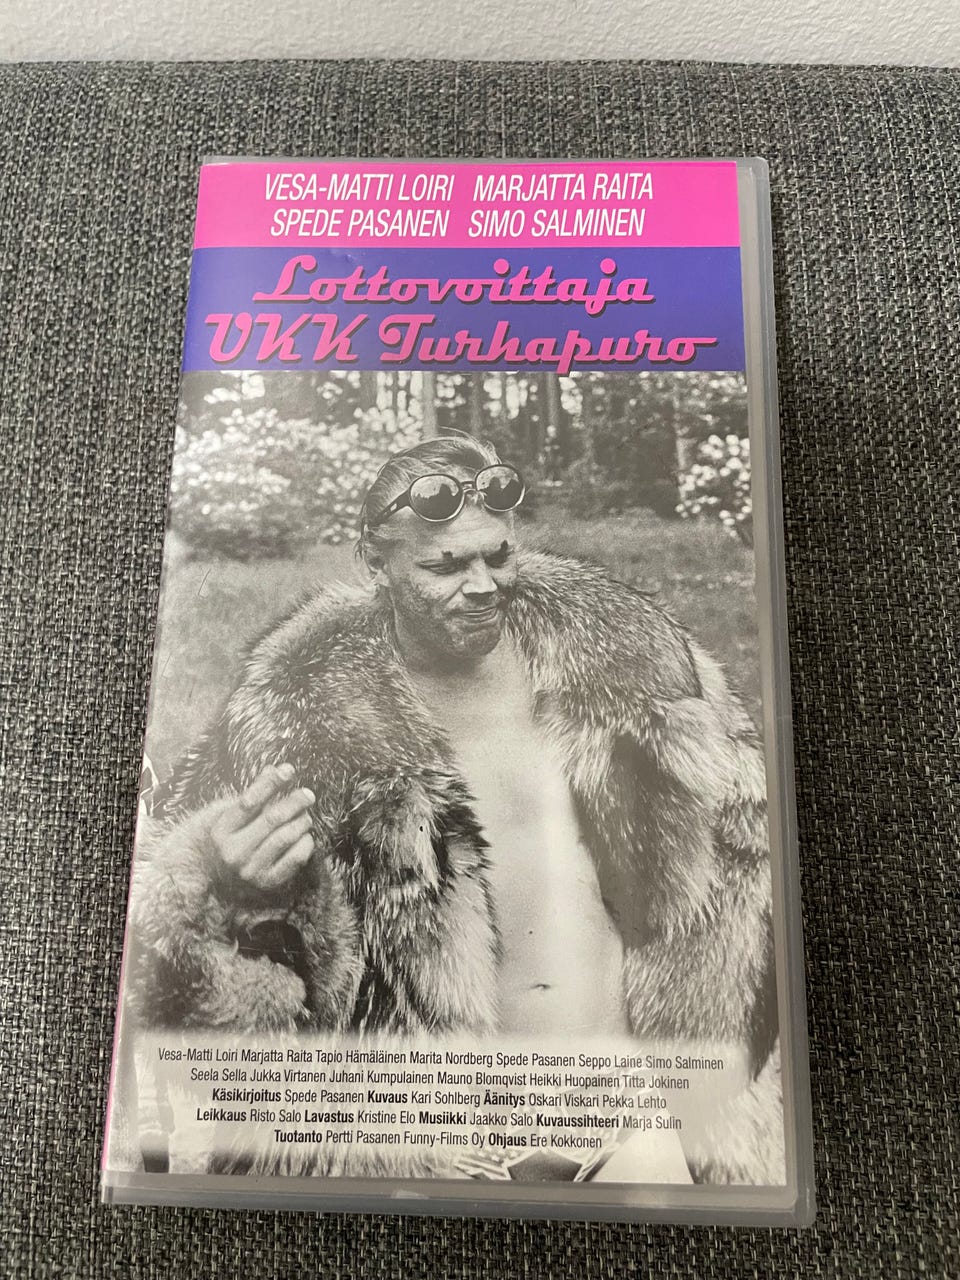 VESA-MATTI LOIRI MARJATTA RAITA
SPEDE PASANEN SIMO SALMINEN
Lottovoittaja
UKK Turhapuro
Vesa-Matti Loiri Marjatta Raita Tapio Hämäläinen Marita Nordberg Spede Pasanen Seppo Laine Simo Salminen
Seela Sella Jukka Virtanen Juhani Kumpulainen Mauno Blomqvist Heikki Huopainen Titta Jokinen
Käsikirjoitus Spede Pasanen Kuvaus Kari Sohlberg Äänitys Oskari Viskari Pekka Lehto
Leikkaus Risto Salo Lavastus Kristine Elo Musiikki Jaakko Salo Kuvaussihteeri Marja Sulin
Tuotanto Pertti Pasanen Funny-Films Oy Ohjaus Ere Kokkonen